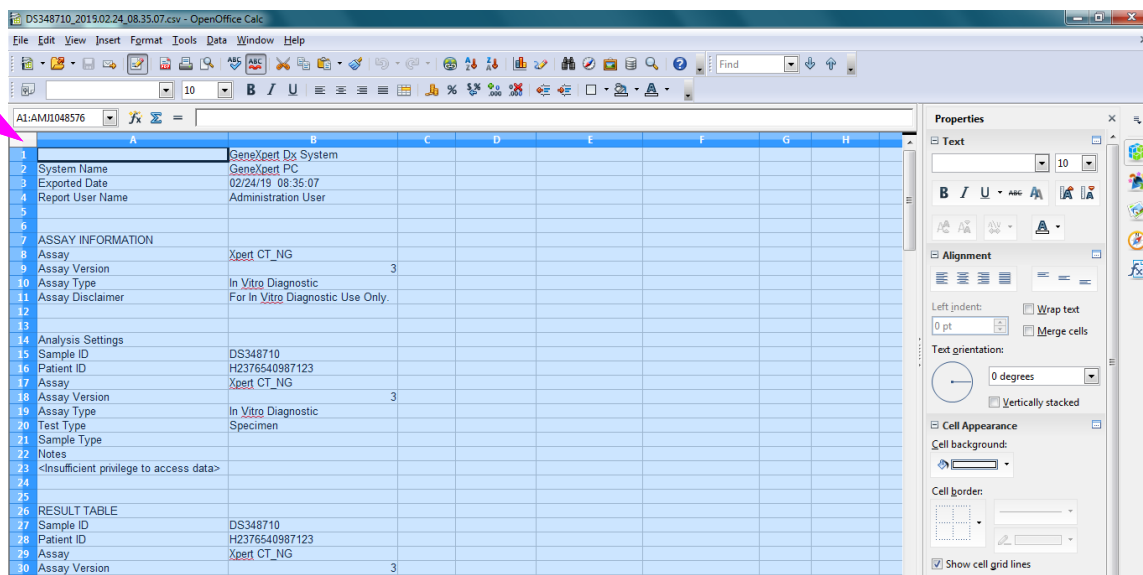 DS348710_2019.02.24_08.35.07.csv - OpenOffice Calc
File Edit View Insert Format Tools Data Window Help
Find
10 B I U
A1:AMJ1048576
A B C D E F G H
1 GeneXpert Dx System
2 System Name GeneXpert PC
3 Exported Date 02/24/19 08:35:07
4 Report User Name Administration User
5
6
7 ASSAY INFORMATION
8 Assay Xpert CT_NG
9 Assay Version 3
10 Assay Type In Vitro Diagnostic
11 Assay Disclaimer For In Vitro Diagnostic Use Only.
12
13
14 Analysis Settings
15 Sample ID DS348710
16 Patient ID H2376540987123
17 Assay Xpert CT_NG
18 Assay Version 3
19 Assay Type In Vitro Diagnostic
20 Test Type Specimen
21 Sample Type
22 Notes
23 <Insufficient privilege to access data>
24
25
26 RESULT TABLE
27 Sample ID DS348710
28 Patient ID H2376540987123
29 Assay Xpert CT_NG
30 Assay Version 3
Properties
Text
10
B I U ABC
Alignment
Left indent:
Wrap text
0 pt
Merge cells
Text orientation:
0 degrees
Vertically stacked
Cell Appearance
Cell background:
Cell border:
Show cell grid lines